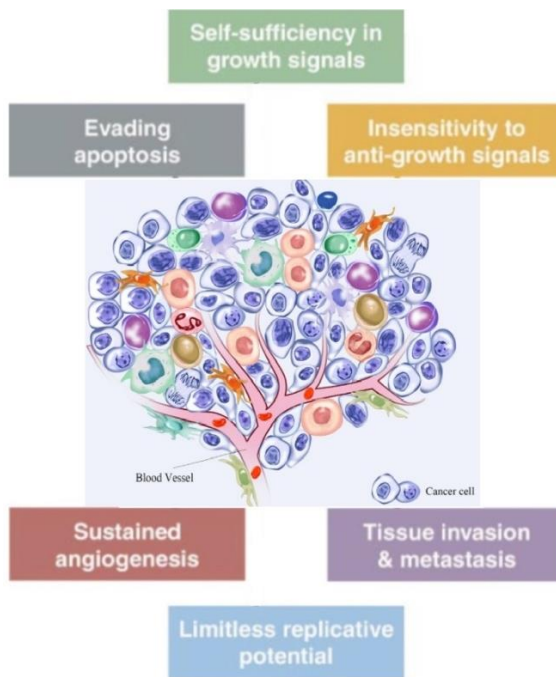 Self-sufficiency in
growth signals
Evading
apoptosis
Insensitivity to
anti-growth signals
Blood Vessel
Cancer cell
Sustained
angiogenesis
Tissue invasion
& metastasis
Limitless replicative
potential